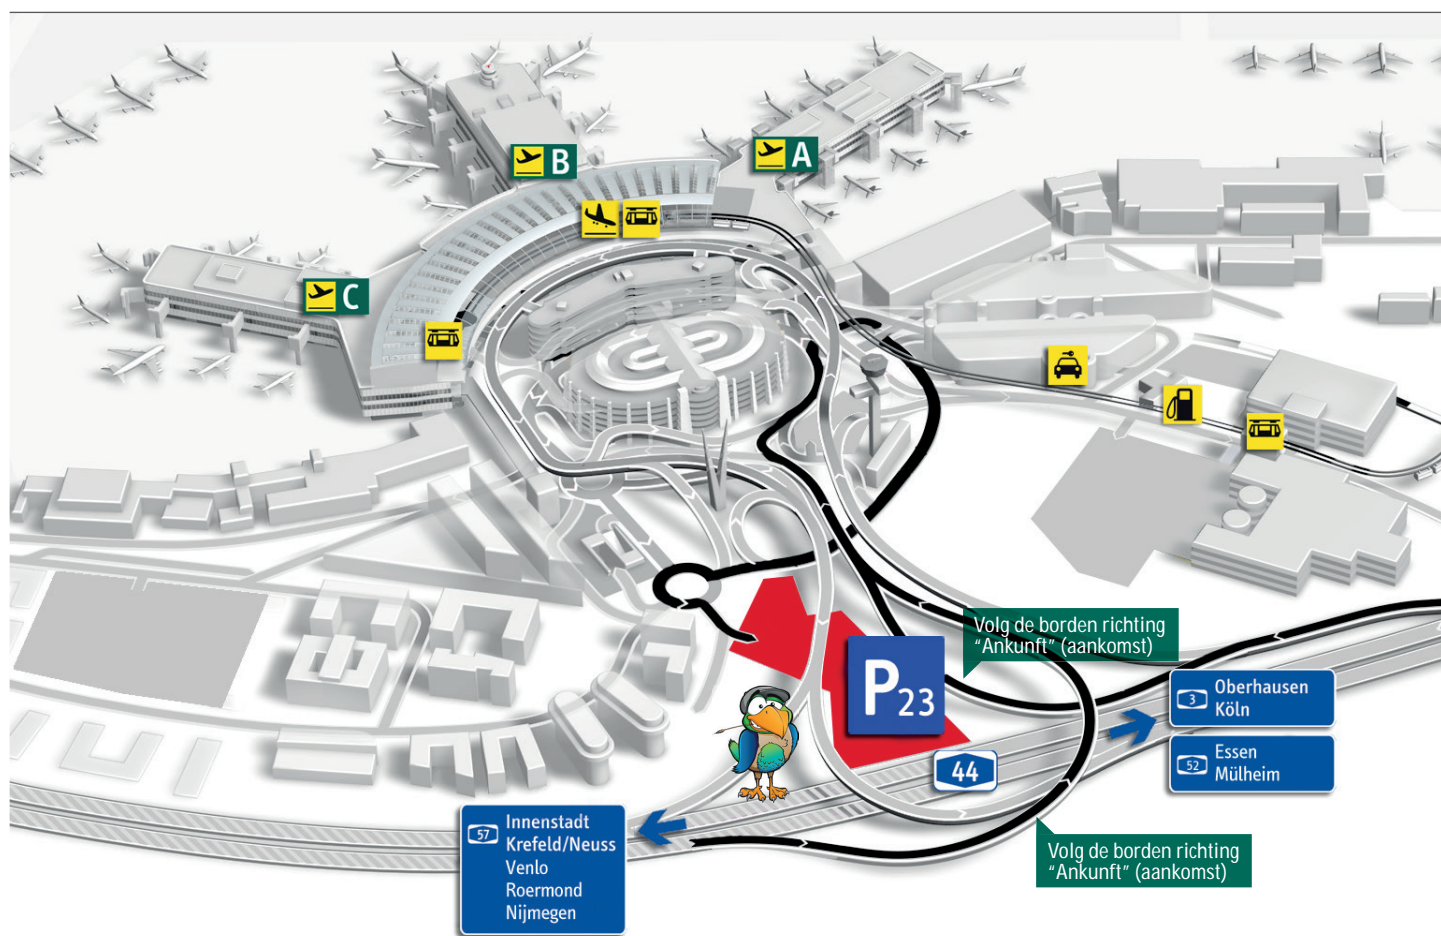 B
A
C
Volg de borden richting
“Ankunft” (aankomst)
P23
3 Oberhausen
Köln
44
52 Essen
Mülheim
57 Innenstadt
Krefeld/Neuss
Venlo
Roermond
Nijmegen
Volg de borden richting
“Ankunft” (aankomst)